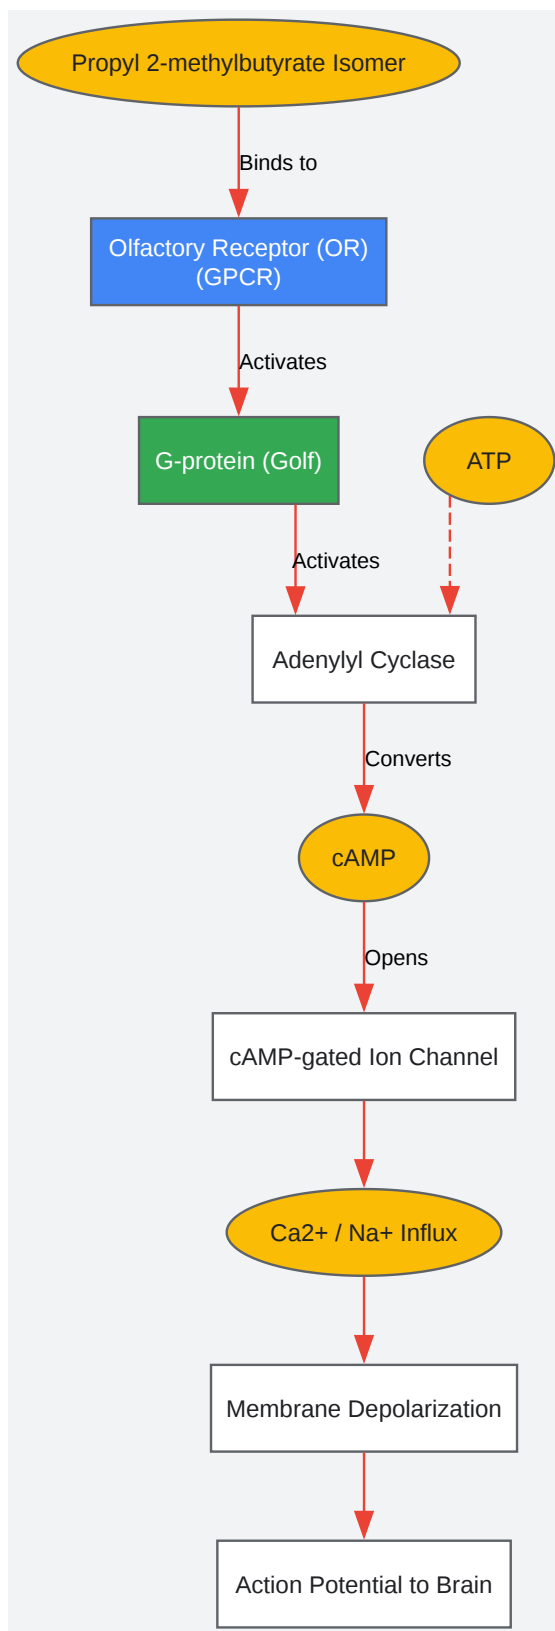 Propyl 2-methylbutyrate Isomer
Binds to
Olfactory Receptor (OR)
(GPCR)
Activates
G-protein (Golf)
ATP
Activates
Adenylyl Cyclase
Converts
cAMP
Opens
cAMP-gated Ion Channel
Ca2+ / Na+ Influx
Membrane Depolarization
Action Potential to Brain